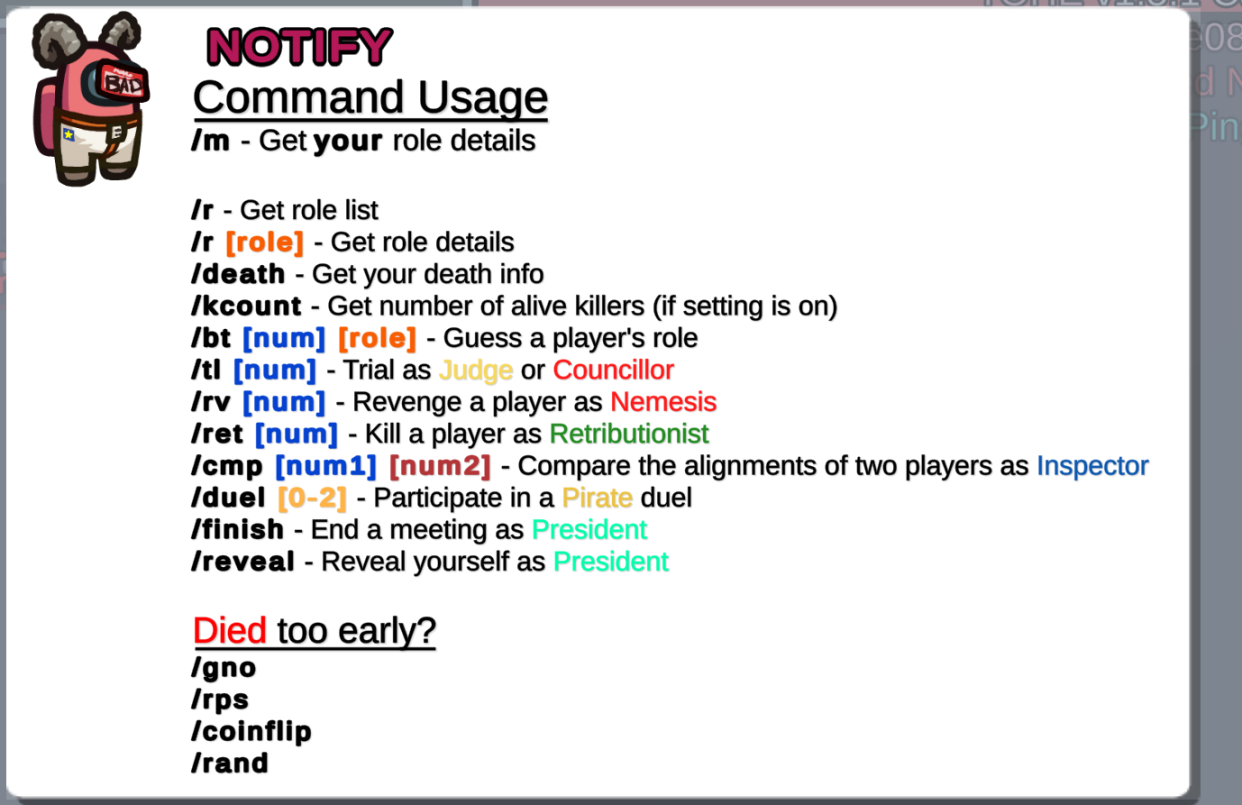 BAD
E
NOTIFY
Command Usage
/m - Get your role details
/r - Get role list
/r [role] - Get role details
/death - Get your death info
/kcount - Get number of alive killers (if setting is on)
/bt [num] [role] - Guess a player's role
/tl [num] - Trial as Judge or Councillor
/rv [num] - Revenge a player as Nemesis
/ret [num] - Kill a player as Retributionist
/cmp [num1] [num2] - Compare the alignments of two players as Inspector
/duel [0-2] - Participate in a Pirate duel
/finish - End a meeting as President
/reveal - Reveal yourself as President
Died too early?
/gno
/rps
/coinflip
/rand